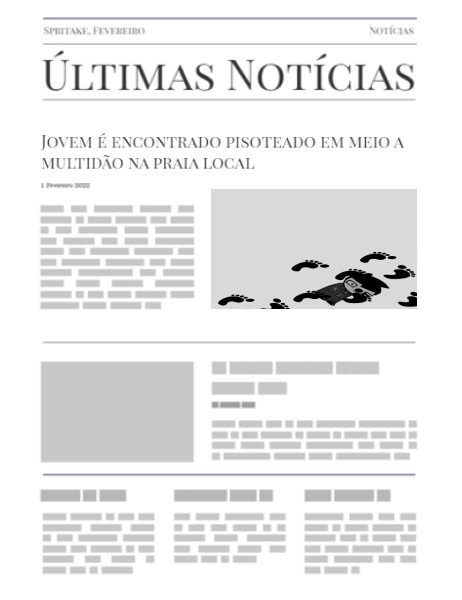 Spritake, Fevereiro
Notícias
Últimas Notícias
Jovem é encontrado pisoteado em meio a
multidão na praia local
1 Fevereiro 2022